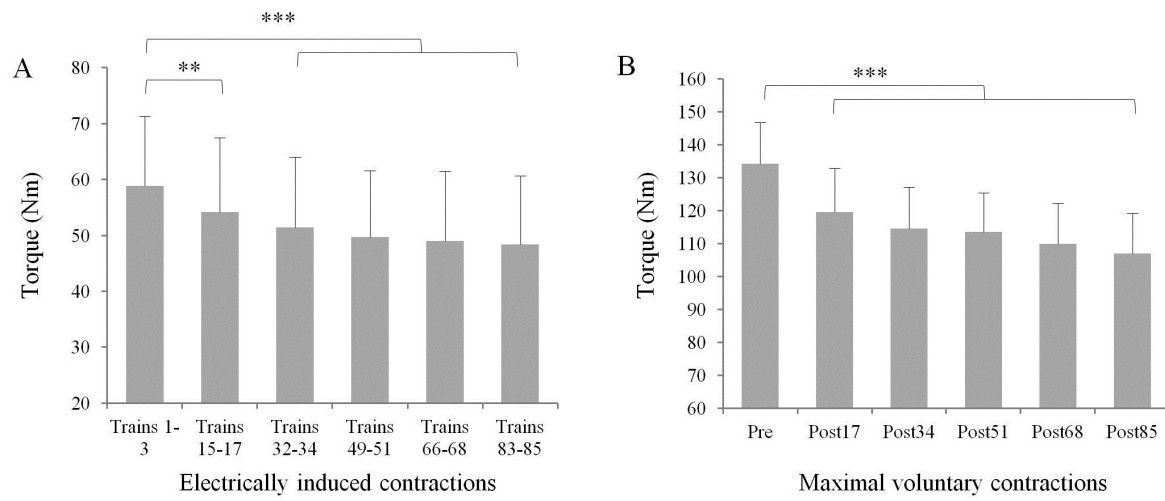 A
***
**
Torque (Nm)
80
70
60
50
40
30
20
Trains 1-
3
Trains
15-17
Trains
32-34
Trains
49-51
Trains
66-68
Trains
83-85
Electrically induced contractions
B
***
Torque (Nm)
160
150
140
130
120
110
100
90
80
70
60
Pre Post17 Post34 Post51 Post68 Post85
Maximal voluntary contractions